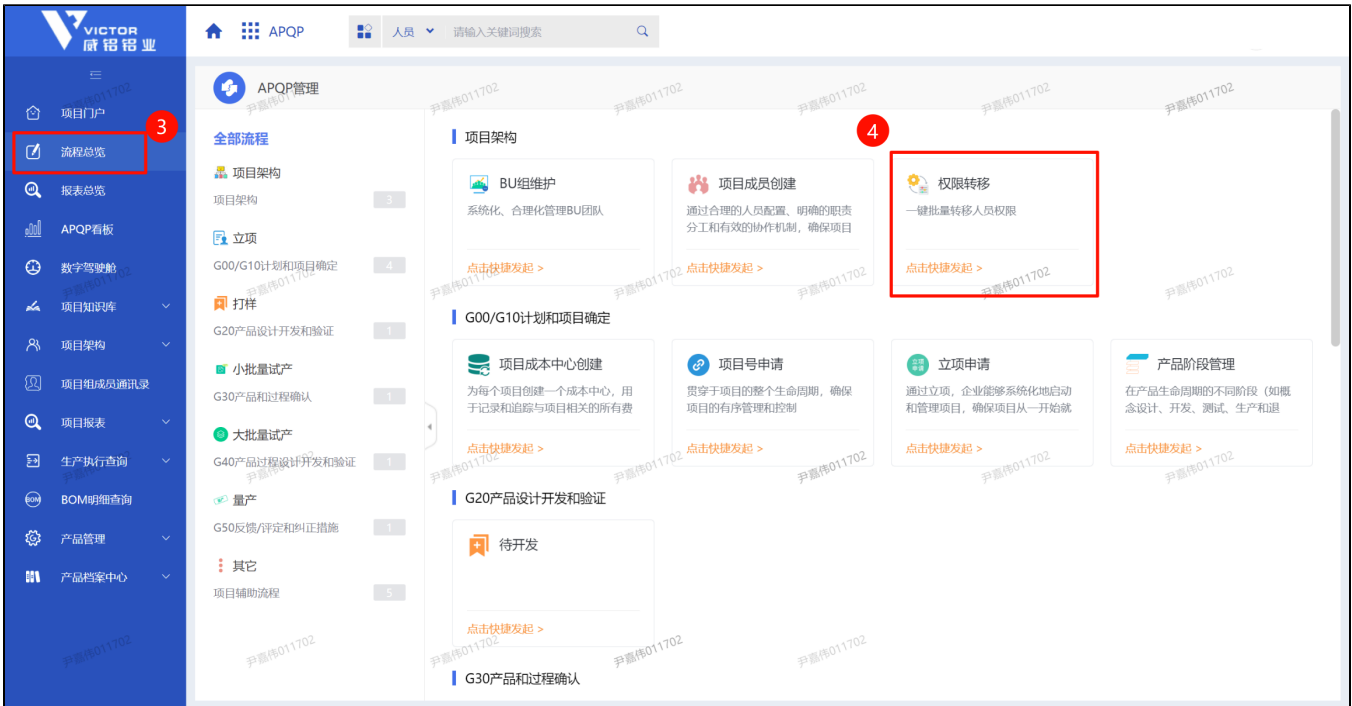 VICTOR
威铝铝业
APQP
人员
请输入关键词搜索
项目门户
3
流程总览
报表总览
APQP看板
数字驾驶舱
项目知识库
项目架构
项目组成员通讯录
项目报表
生产执行查询
BOM
BOM明细查询
产品管理
产品档案中心
APQP管理
全部流程
项目架构
项目架构
3
立项
G00/G10计划和项目确定
4
打样
G20产品设计开发和验证
1
小批量试产
G30产品和过程确认
1
大批量试产
G40产品过程设计开发和验证
1
量产
G50反馈/评定和纠正措施
1
其它
项目辅助流程
5
项目架构
4
BU组维护
系统化、合理化管理BU团队
点击快捷发起 >
项目成员创建
通过合理的人员配置、明确的职责
分工和有效的协作机制，确保项目
点击快捷发起 >
权限转移
一键批量转移人员权限
点击快捷发起 >
G00/G10计划和项目确定
项目成本中心创建
为每个项目创建一个成本中心，用
于记录和追踪与项目相关的所有费
点击快捷发起 >
项目号申请
贯穿于项目的整个生命周期，确保
项目的有序管理和控制
点击快捷发起 >
立项
申请
立项申请
通过立项，企业能够系统化地启动
和管理项目，确保项目从一开始就
点击快捷发起 >
产品阶段管理
在产品生命周期的不同阶段（如概
念设计、开发、测试、生产和退
点击快捷发起 >
G20产品设计开发和验证
待开发
点击快捷发起 >
G30产品和过程确认
尹嘉伟011702